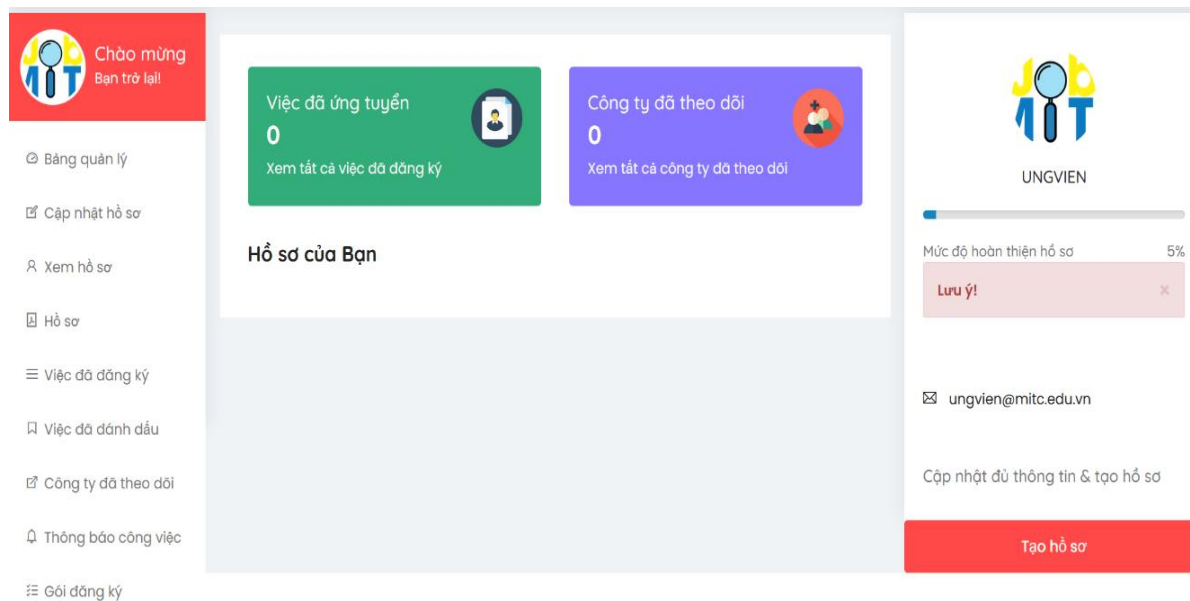 Job
MIT
Chào mừng
Bạn trở lại!
Bảng quản lý
Cập nhật hồ sơ
Xem hồ sơ
Hồ sơ
Việc đã đăng ký
Việc đã đánh dấu
Công ty đã theo dõi
Thông báo công việc
Gói đăng ký
Việc đã ứng tuyển
0
Xem tất cả việc đã đăng ký
Công ty đã theo dõi
0
Xem tất cả công ty đã theo dõi
Hồ sơ của Bạn
Job
MIT
UNGVIEN
Mức độ hoàn thiện hồ sơ 5%
Lưu ý! ×
ungvien@mitc.edu.vn
Cập nhật đủ thông tin & tạo hồ sơ
Tạo hồ sơ